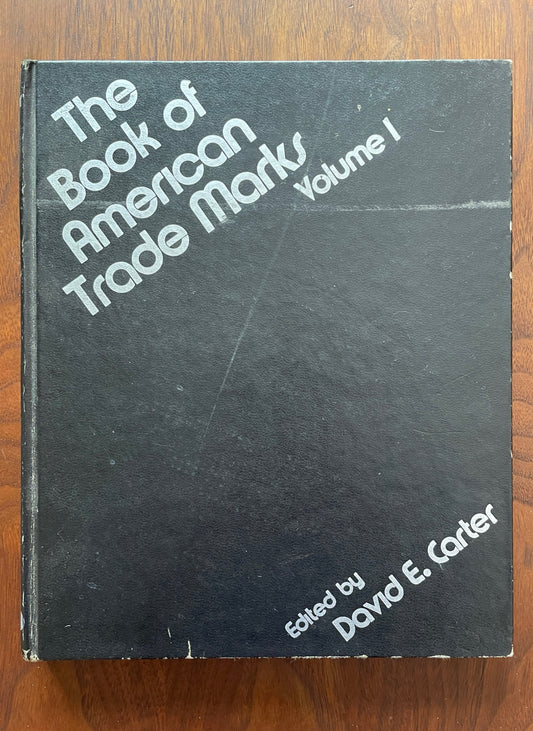 The
Book of
American
Trade Marks
Volume I
Edited by
David E. Carter